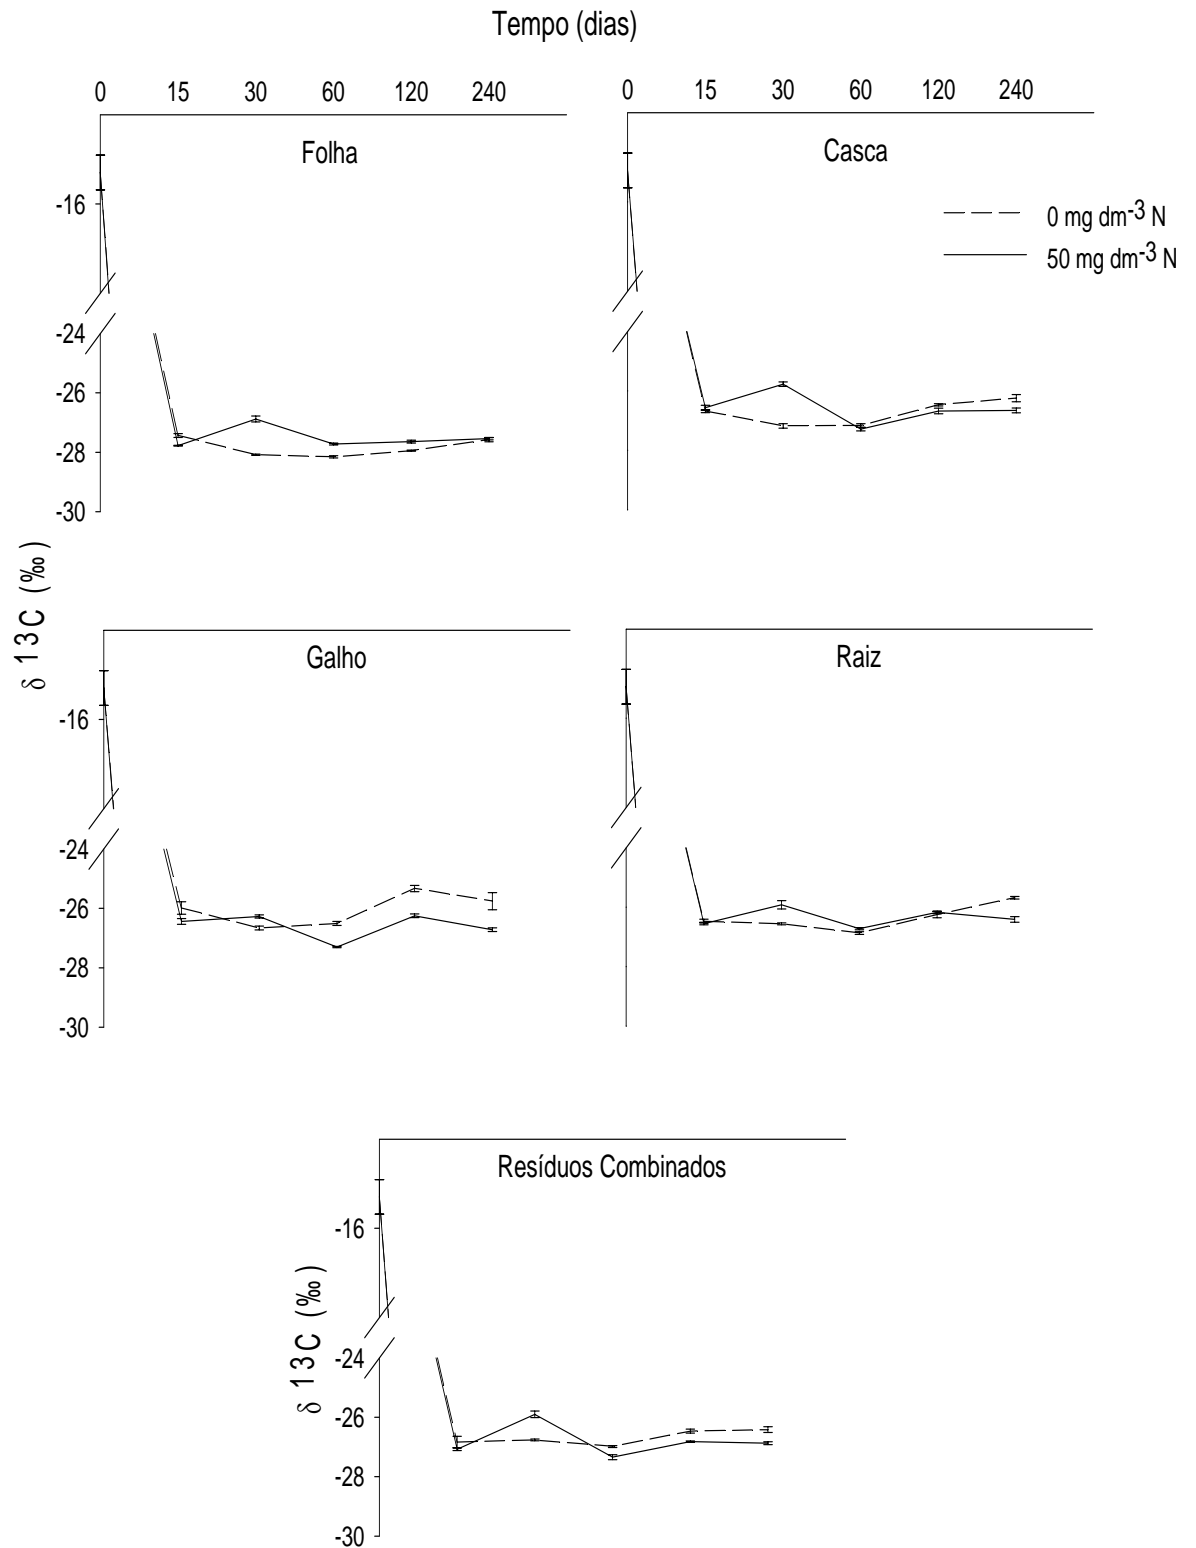 Tempo (dias)
0 15 30 60 120 240
0 15 30 60 120 240
Folha
-16
-24
-26
-28
-30
Casca
0 mg dm-3 N
50 mg dm-3 N
δ 13C (‰)
Galho
-16
-24
-26
-28
-30
Raiz
Resíduos Combinados
δ 13C (‰)
-16
-24
-26
-28
-30